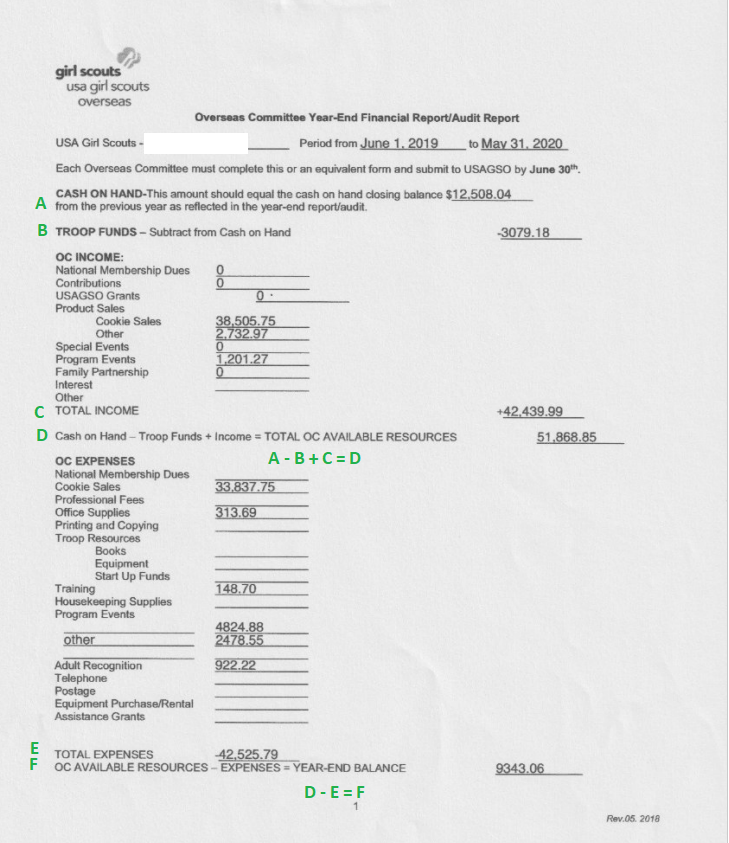 girl scouts
usa girl scouts
overseas
Overseas Committee Year-End Financial Report/Audit Report
USA Girl Scouts - Period from June 1, 2019 to May 31, 2020
Each Overseas Committee must complete this or an equivalent form and submit to USAGSO by June 30th.
CASH ON HAND-This amount should equal the cash on hand closing balance $12,508.04
A from the previous year as reflected in the year-end report/audit.
B TROOP FUNDS – Subtract from Cash on Hand -3079.18
OC INCOME:
National Membership Dues 0
Contributions 0
USAGSO Grants 0
Product Sales
Cookie Sales 38,505.75
Other 2,732.97
Special Events 0
Program Events 1,201.27
Family Partnership 0
Interest
Other
C TOTAL INCOME +42,439.99
D Cash on Hand – Troop Funds + Income = TOTAL OC AVAILABLE RESOURCES 51,868.85
OC EXPENSES A - B + C = D
National Membership Dues
Cookie Sales 33,837.75
Professional Fees
Office Supplies 313.69
Printing and Copying
Troop Resources
Books
Equipment
Start Up Funds
Training 148.70
Housekeeping Supplies
Program Events
4824.88
other 2478.55
Adult Recognition 922.22
Telephone
Postage
Equipment Purchase/Rental
Assistance Grants
E TOTAL EXPENSES -42,525.79
F OC AVAILABLE RESOURCES – EXPENSES = YEAR-END BALANCE 9343.06
D - E = F
1
Rev.05. 2018